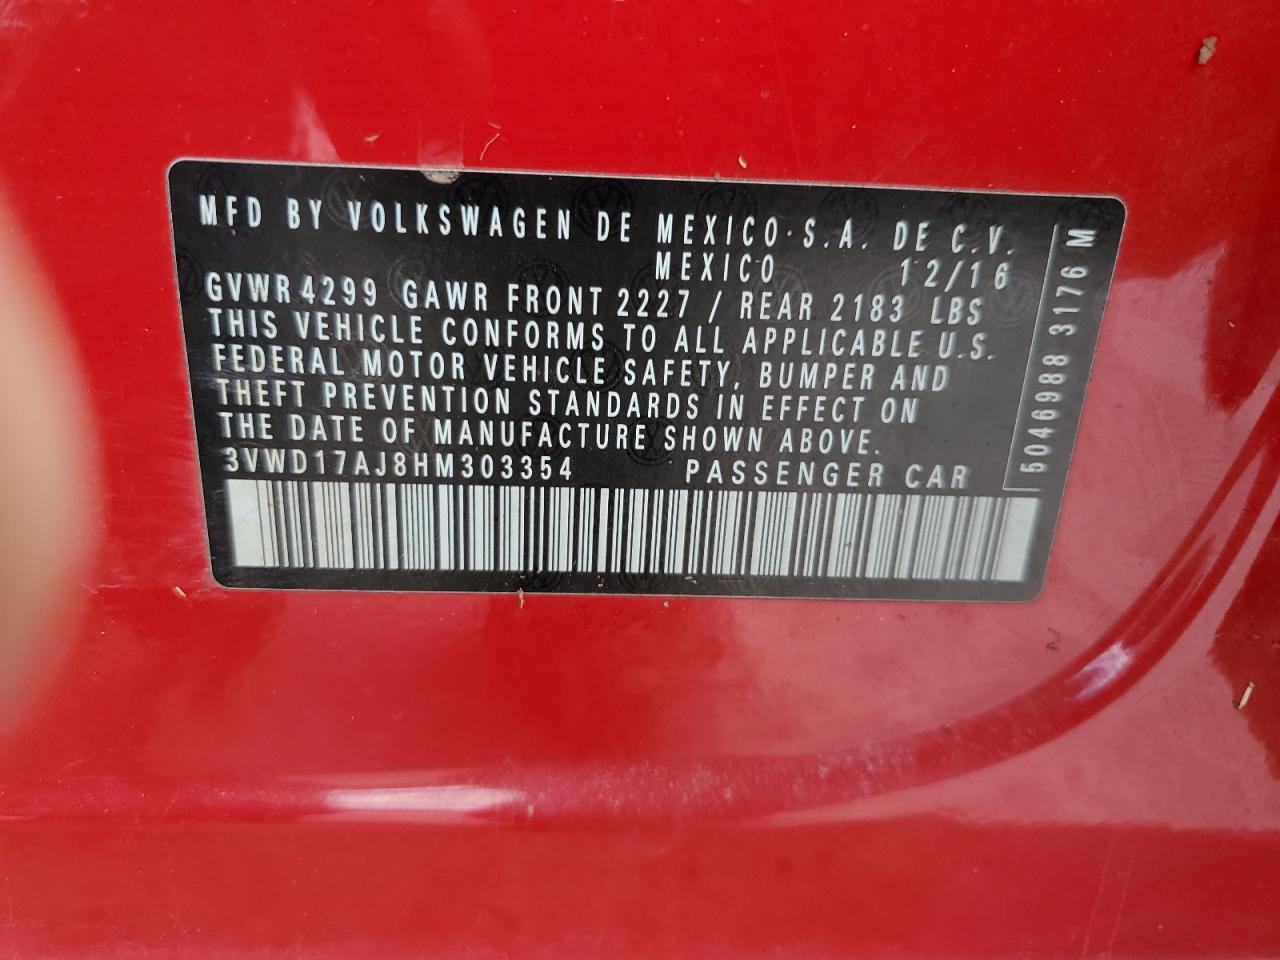 MFD BY VOLKSWAGEN DE MEXICO S.A. DE C.V.
MEXICO 12/16
GVWR 4299 GAWR FRONT 2227 / REAR 2183 LBS
THIS VEHICLE CONFORMS TO ALL APPLICABLE U.S.
FEDERAL MOTOR VEHICLE SAFETY, BUMPER AND
THEFT PREVENTION STANDARDS IN EFFECT ON
THE DATE OF MANUFACTURE SHOWN ABOVE.
3VWD17AJ8HM303354 PASSENGER CAR
5046988 3176 M